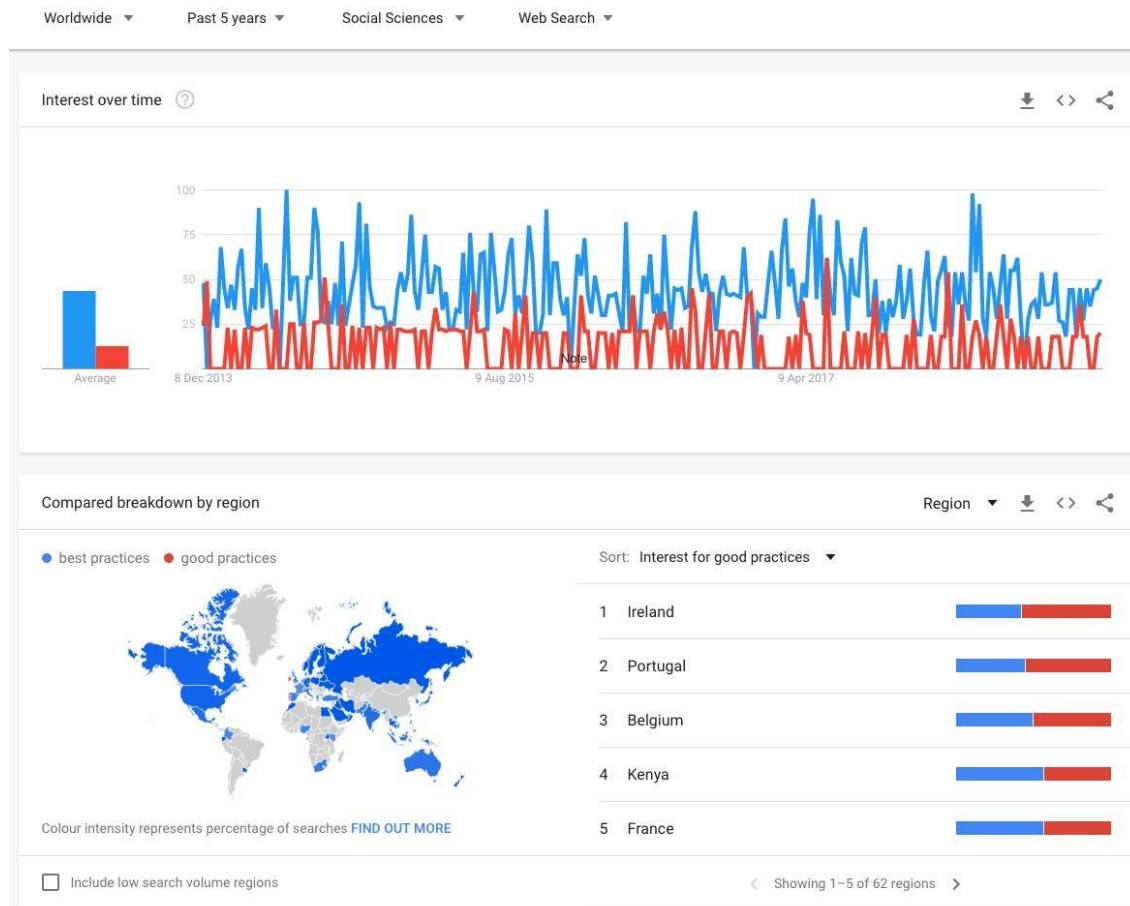 Worldwide Past 5 years Social Sciences Web Search
Interest over time ?
100
75
50
25
Note
Average 8 Dec 2013 9 Aug 2015 9 Apr 2017
Compared breakdown by region Region
best practices good practices
Sort: Interest for good practices
1 Ireland
2 Portugal
3 Belgium
4 Kenya
5 France
Colour intensity represents percentage of searches FIND OUT MORE
Include low search volume regions
Showing 1–5 of 62 regions